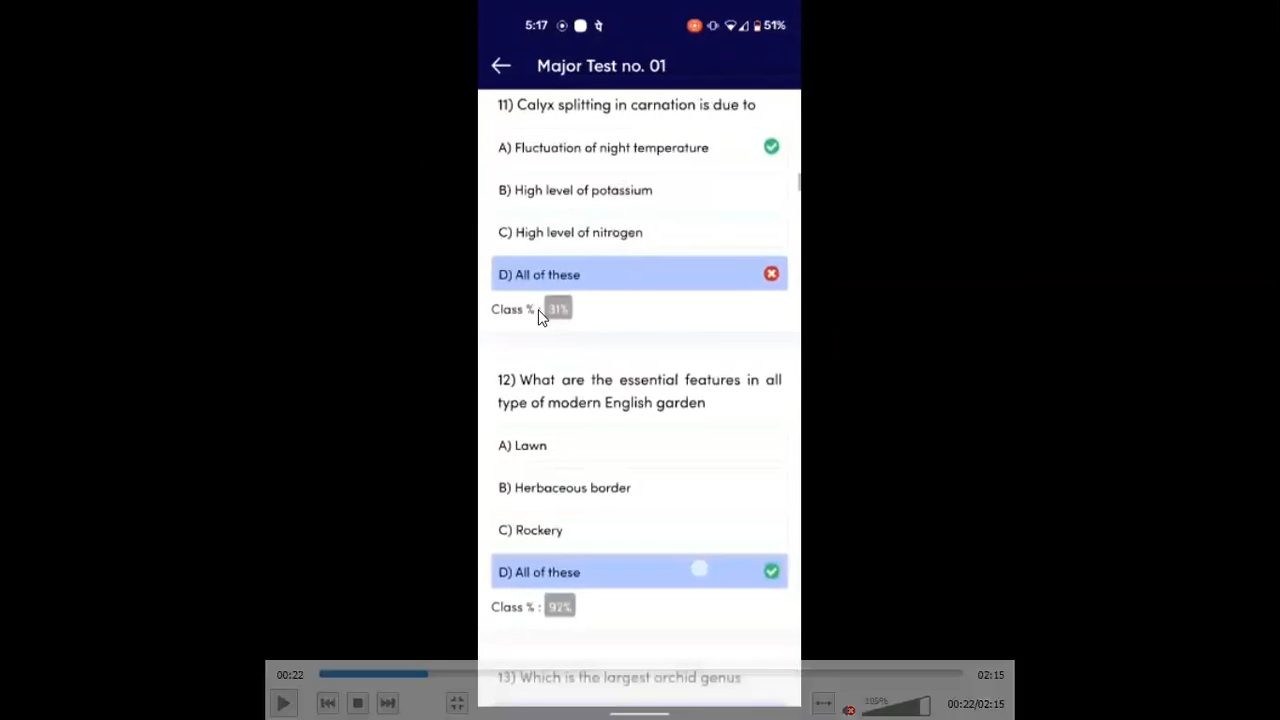 5:17 51%
Major Test no. 01
11) Calyx splitting in carnation is due to
A) Fluctuation of night temperature
B) High level of potassium
C) High level of nitrogen
D) All of these
Class % 31%
12) What are the essential features in all
type of modern English garden
A) Lawn
B) Herbaceous border
C) Rockery
D) All of these
Class % : 92%
13) Which is the largest orchid genus
00:22 02:15
100% 00:22/02:15